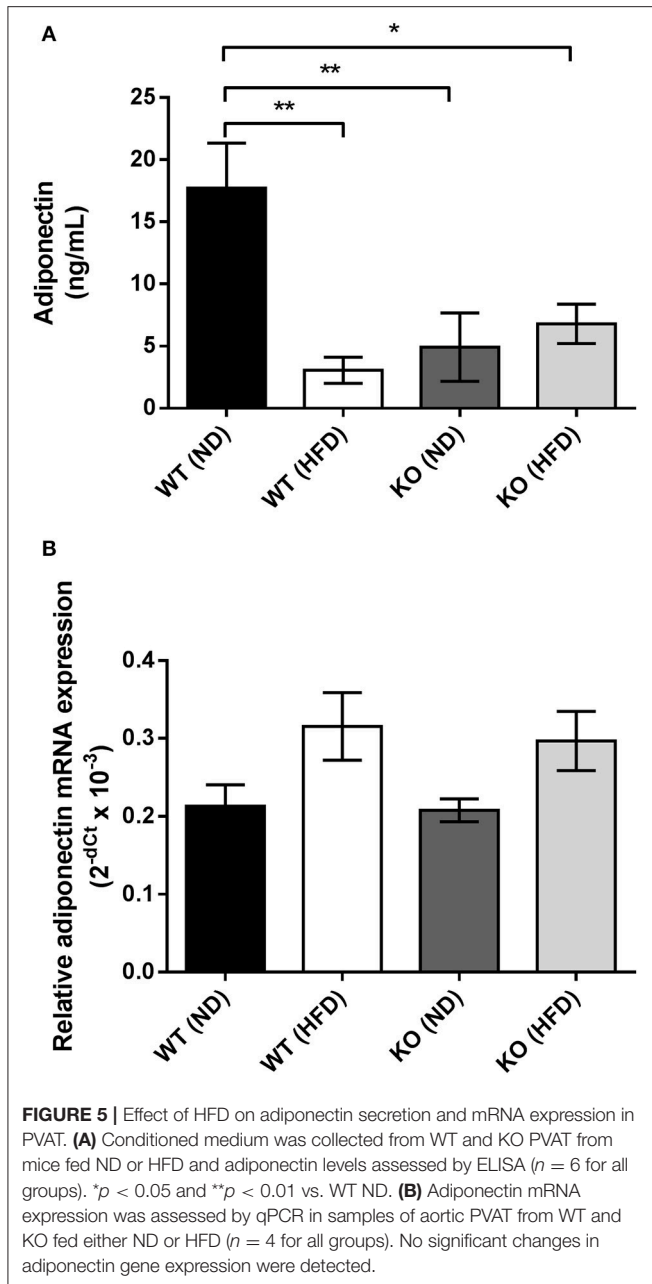 A
*
**
**
Adiponectin
(ng/mL)
25
20
15
10
5
0
WT (ND)
WT (HFD)
KO (ND)
KO (HFD)
B
Relative adiponectin mRNA expression
(2^-dCt x 10^-3)
0.4
0.3
0.2
0.1
0.0
WT (ND)
WT (HFD)
KO (ND)
KO (HFD)
FIGURE 5 | Effect of HFD on adiponectin secretion and mRNA expression in
PVAT. (A) Conditioned medium was collected from WT and KO PVAT from
mice fed ND or HFD and adiponectin levels assessed by ELISA (n = 6 for all
groups). *p < 0.05 and **p < 0.01 vs. WT ND. (B) Adiponectin mRNA
expression was assessed by qPCR in samples of aortic PVAT from WT and
KO fed either ND or HFD (n = 4 for all groups). No significant changes in
adiponectin gene expression were detected.